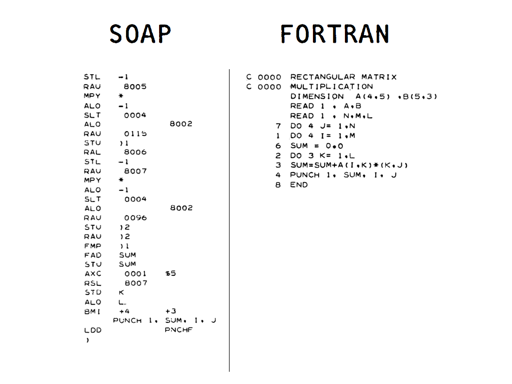 SOAP
STL -1
RAU 8005
MPY *
ALO -1
SLT 0004
ALO 8002
RAU 0115
STU )1
RAL 8006
STL -1
RAU 8007
MPY *
ALO -1
SLT 0004
ALO 8002
RAU 0096
STU )2
RAU )2
FMP )1
FAD SUM
STU SUM
AXC 0001 $5
RSL 8007
STD K
ALO L
BMI +4 +3
PUNCH 1, SUM, I, J
LDD PNCHF
)
FORTRAN
C 0000 RECTANGULAR MATRIX
C 0000 MULTIPLICATION
DIMENSION A(4,5) ,B(5,3)
READ 1 , A,B
READ 1 , N,M,L
7 DO 4 J= 1,N
1 DO 4 I= 1,M
6 SUM = 0.0
2 DO 3 K= 1,L
3 SUM=SUM+A(I,K)*(K,J)
4 PUNCH 1, SUM, I, J
8 END